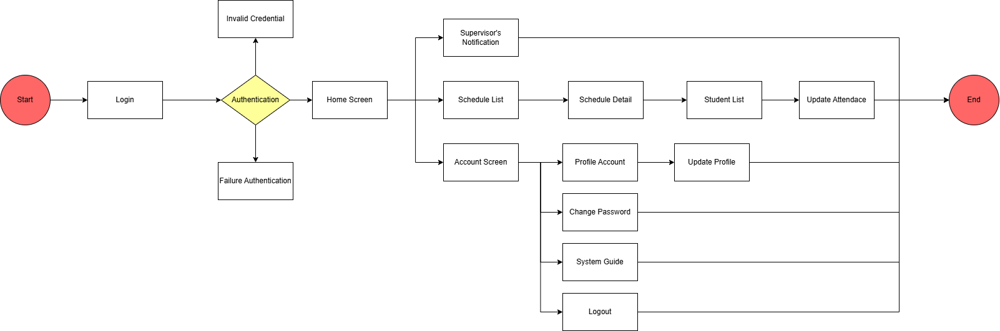 Invalid Credential
Supervisor's
Notification
Start
Login
Authentication
Home Screen
Schedule List
Schedule Detail
Student List
Update Attendace
End
Account Screen
Profile Account
Update Profile
Failure Authentication
Change Password
System Guide
Logout